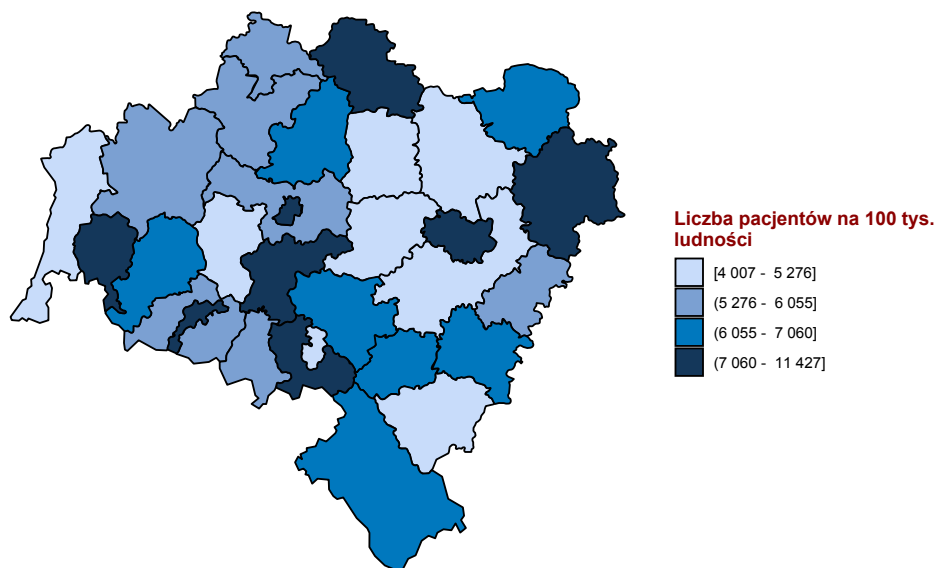 Liczba pacjentów na 100 tys.
ludności
[4 007 - 5 276]
(5 276 - 6 055]
(6 055 - 7 060]
(7 060 - 11 427]